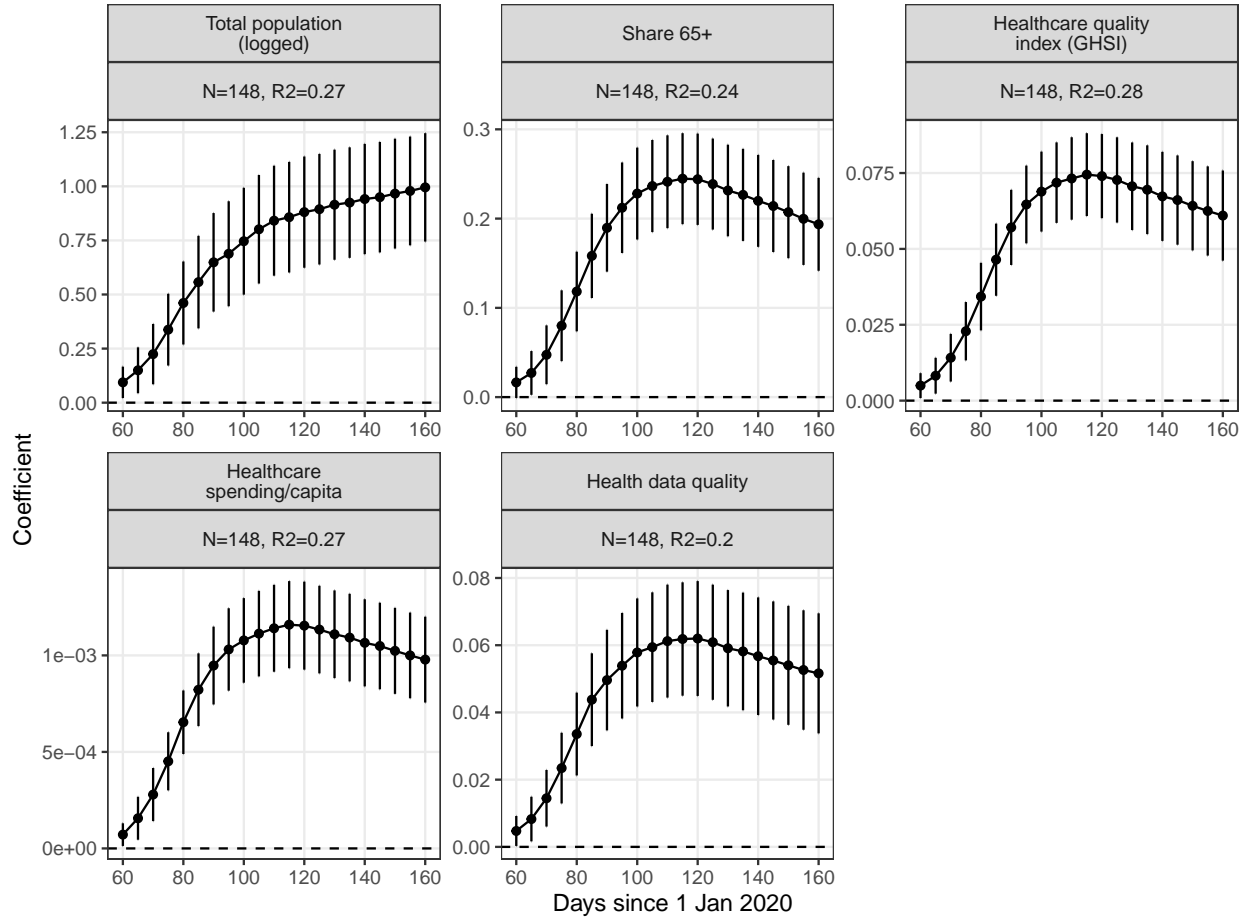 Total population
(logged)
N=148, R2=0.27
Share 65+
N=148, R2=0.24
Healthcare quality
index (GHSI)
N=148, R2=0.28
1.25
1.00
0.75
0.50
0.25
0.00
60 80 100 120 140 160
0.3
0.2
0.1
0.0
60 80 100 120 140 160
0.075
0.050
0.025
0.000
60 80 100 120 140 160
Coefficient
Healthcare
spending/capita
N=148, R2=0.27
Health data quality
N=148, R2=0.2
1e−03
5e−04
0e+00
60 80 100 120 140 160
0.08
0.06
0.04
0.02
0.00
60 80 100 120 140 160
Days since 1 Jan 2020